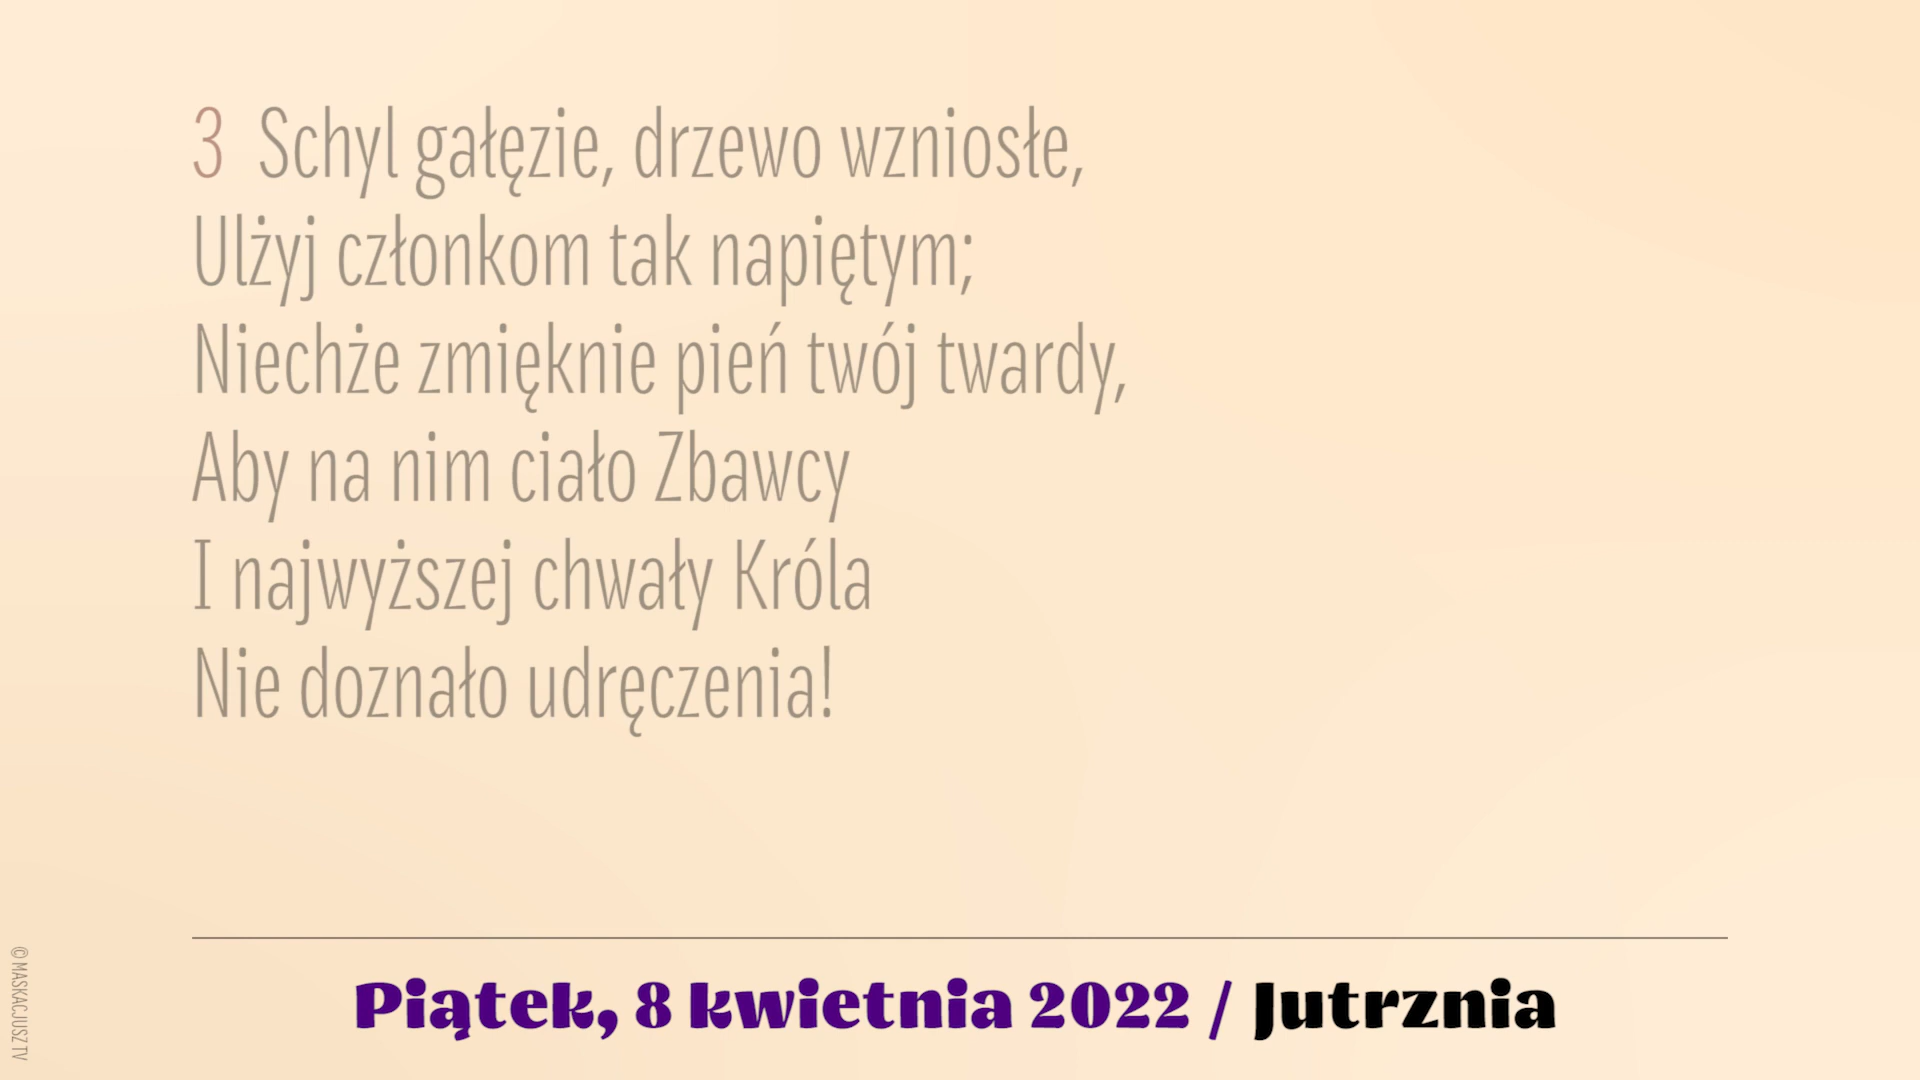 3 Schyl gałęzie, drzewo wzniosłe,
Ulżyj członkom tak napiętym;
Niechże zmięknie pień twój twardy,
Aby na nim ciało Zbawcy
I najwyższej chwały Króla
Nie doznało udręczenia!
Piątek, 8 kwietnia 2022 / Jutrznia
© MASKACJUSZ TV